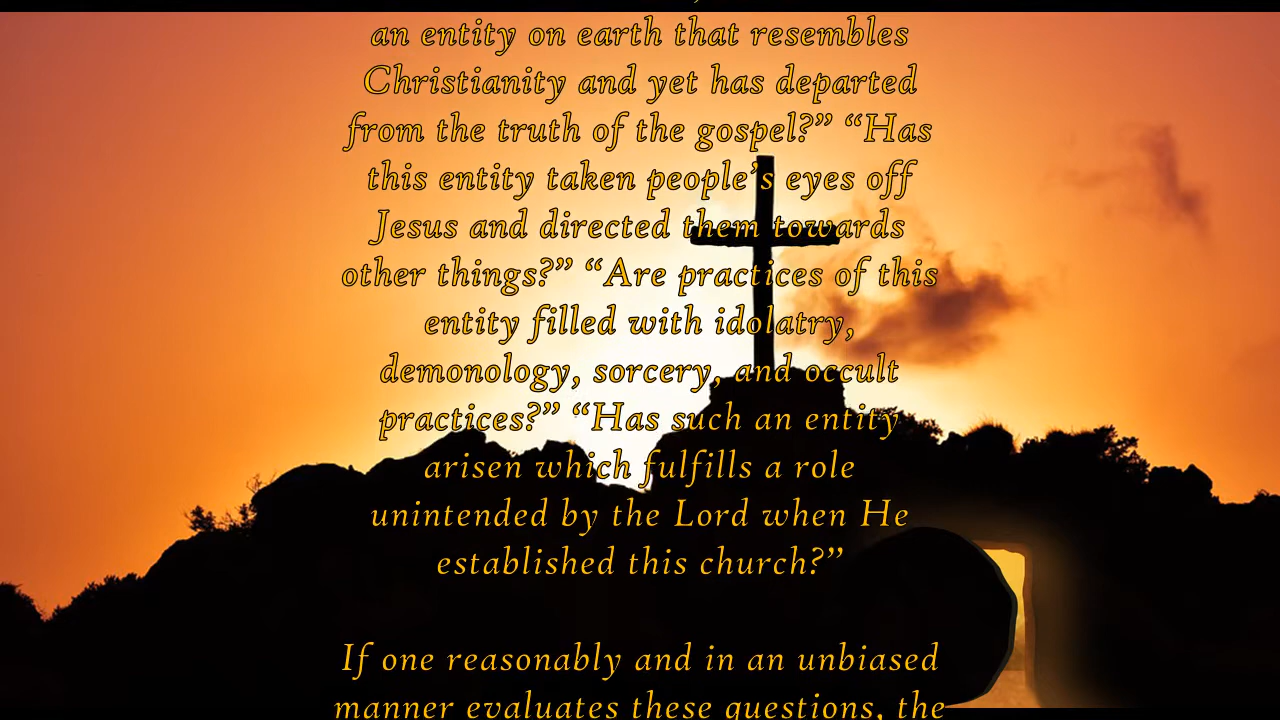 an entity on earth that resembles
Christianity and yet has departed
from the truth of the gospel?” “Has
this entity taken people’s eyes off
Jesus and directed them towards
other things?” “Are practices of this
entity filled with idolatry,
demonology, sorcery, and occult
practices?” “Has such an entity
arisen which fulfills a role
unintended by the Lord when He
established this church?”
If one reasonably and in an unbiased
manner evaluates these questions, the